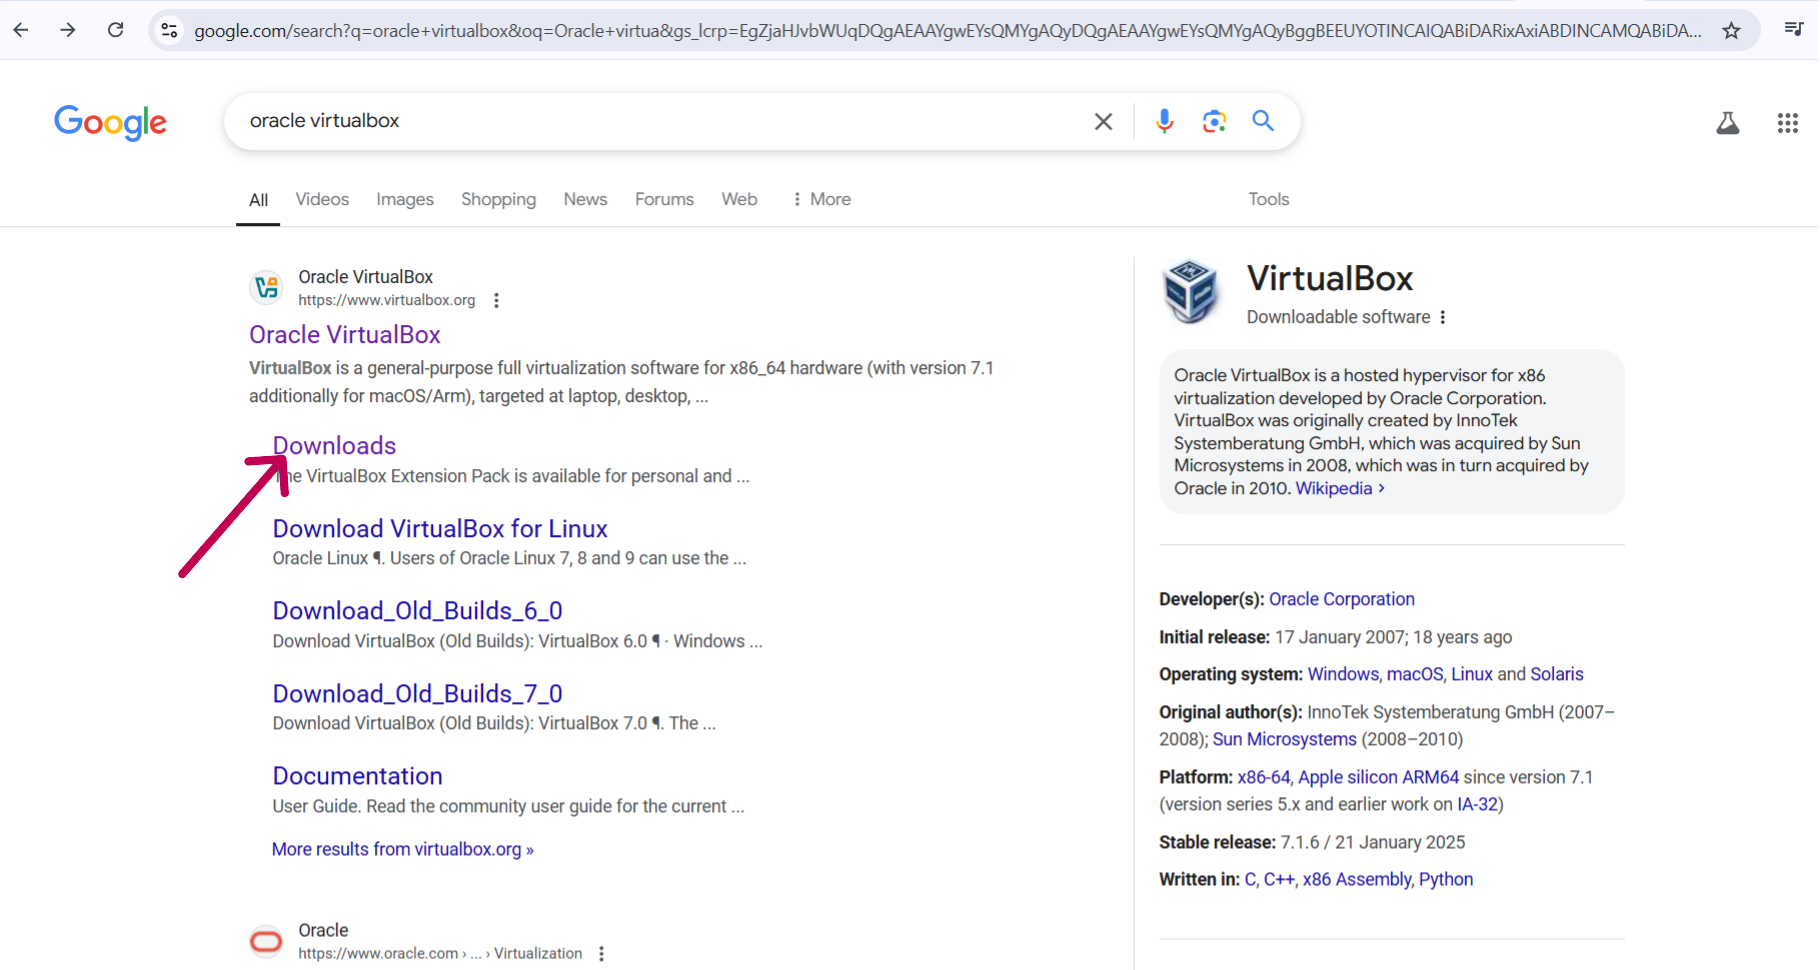 google.com/search?q=oracle+virtualbox&oq=Oracle+virtua&gs_lcrp=EgZjaHJvbWUqDQgAEAAYgwEYsQMYgAQyDQgAEAAYgwEYsQMYgAQyBggBEEUYOTINCAIQABiDARixAxiABDINCAMQABiDA...
Google
oracle virtualbox
All Videos Images Shopping News Forums Web More Tools
Oracle VirtualBox
https://www.virtualbox.org
Oracle VirtualBox
VirtualBox is a general-purpose full virtualization software for x86_64 hardware (with version 7.1
additionally for macOS/Arm), targeted at laptop, desktop, ...
Downloads
The VirtualBox Extension Pack is available for personal and ...
Download VirtualBox for Linux
Oracle Linux ¶. Users of Oracle Linux 7, 8 and 9 can use the ...
Download_Old_Builds_6_0
Download VirtualBox (Old Builds): VirtualBox 6.0 ¶ · Windows ...
Download_Old_Builds_7_0
Download VirtualBox (Old Builds): VirtualBox 7.0 ¶. The ...
Documentation
User Guide. Read the community user guide for the current ...
More results from virtualbox.org »
Oracle
https://www.oracle.com › ... › Virtualization
VirtualBox
Downloadable software
Oracle VirtualBox is a hosted hypervisor for x86
virtualization developed by Oracle Corporation.
VirtualBox was originally created by InnoTek
Systemberatung GmbH, which was acquired by Sun
Microsystems in 2008, which was in turn acquired by
Oracle in 2010. Wikipedia ›
Developer(s): Oracle Corporation
Initial release: 17 January 2007; 18 years ago
Operating system: Windows, macOS, Linux and Solaris
Original author(s): InnoTek Systemberatung GmbH (2007–
2008); Sun Microsystems (2008–2010)
Platform: x86-64, Apple silicon ARM64 since version 7.1
(version series 5.x and earlier work on IA-32)
Stable release: 7.1.6 / 21 January 2025
Written in: C, C++, x86 Assembly, Python